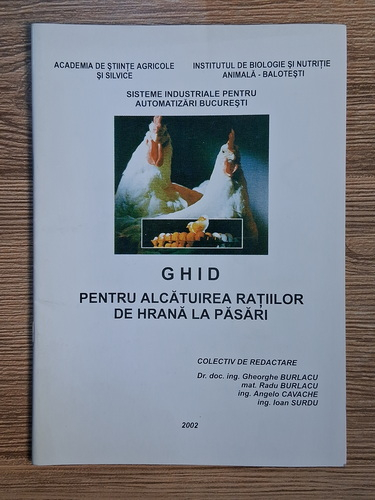 ACADEMIA DE ŞTIINŢE AGRICOLE
ŞI SILVICE
INSTITUTUL DE BIOLOGIE ŞI NUTRIŢIE
ANIMALĂ - BALOTEŞTI
SISTEME INDUSTRIALE PENTRU
AUTOMATIZĂRI BUCUREŞTI
GHID
PENTRU ALCĂTUIREA RAŢIILOR
DE HRANĂ LA PĂSĂRI
COLECTIV DE REDACTARE
Dr. doc. ing. Gheorghe BURLACU
mat. Radu BURLACU
ing. Angelo CAVACHE
ing. Ioan SURDU
2002